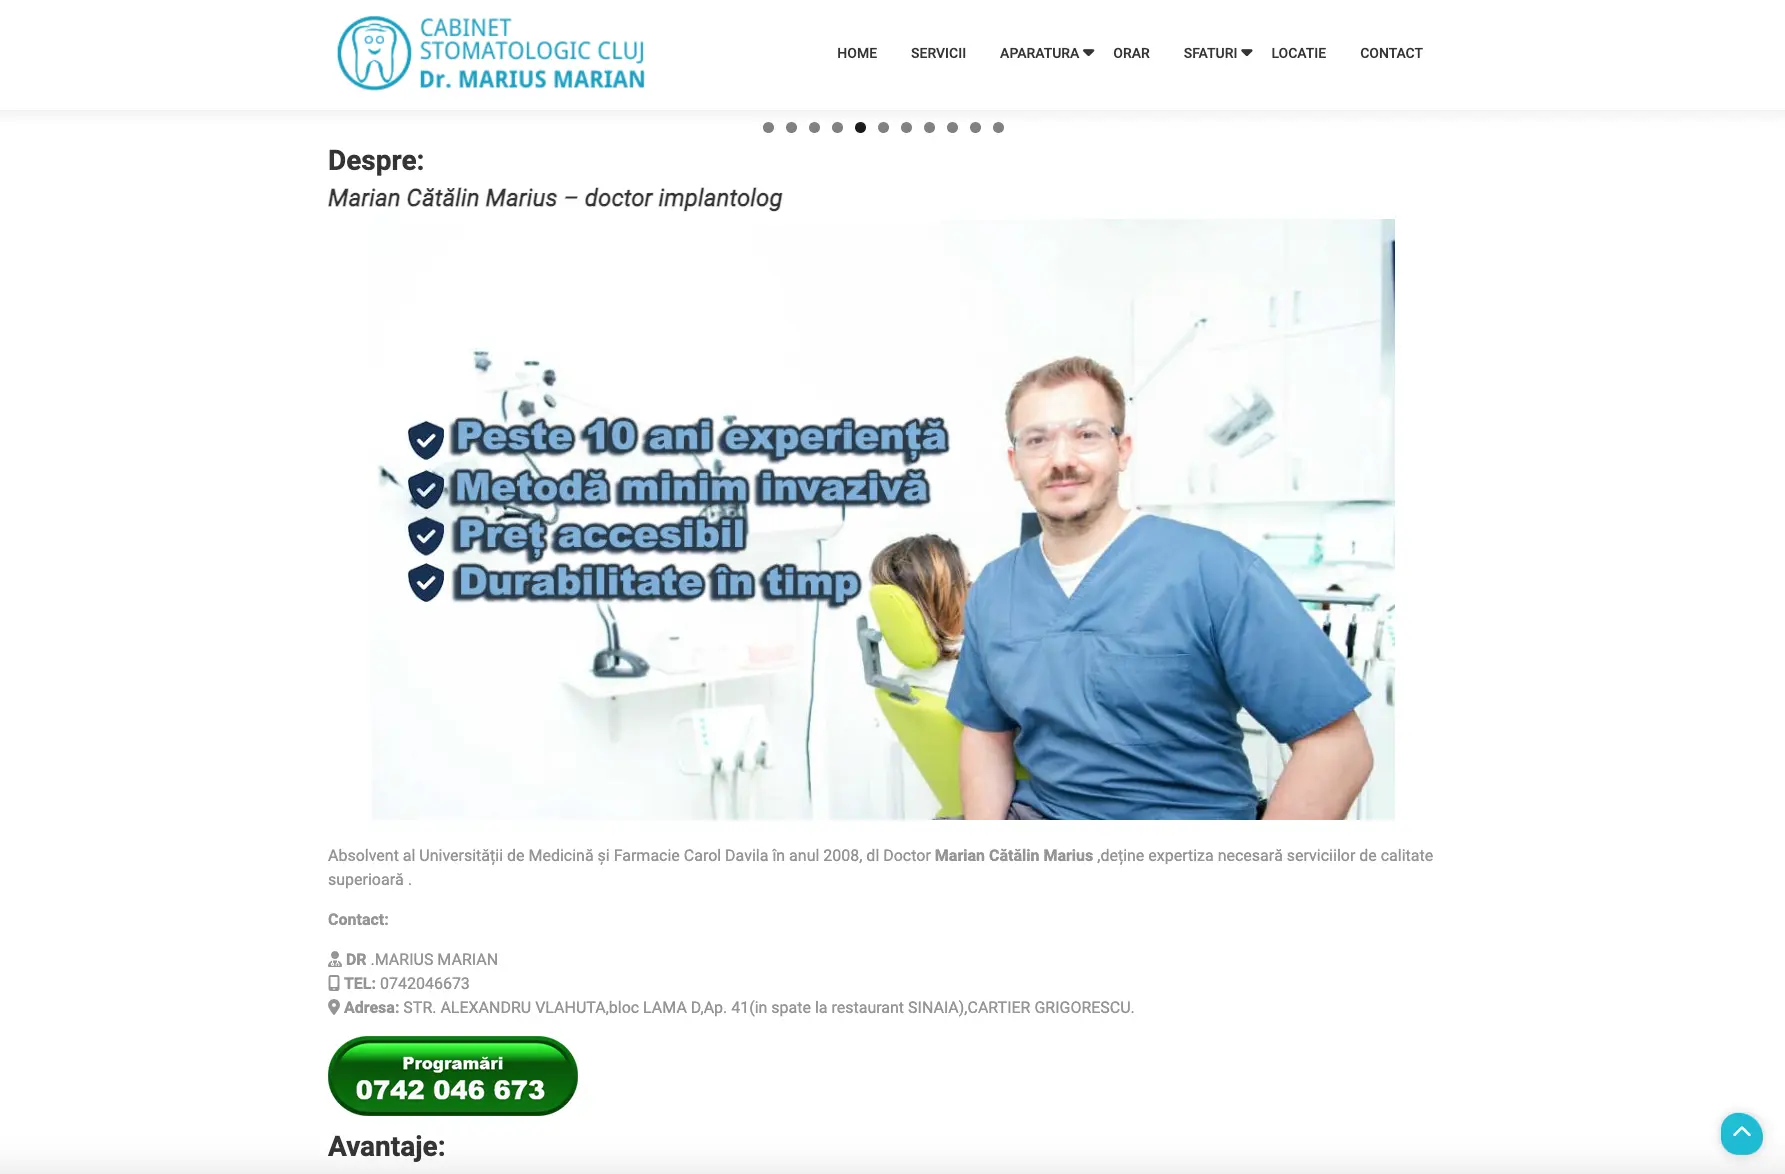 CABINET
STOMATOLOGIC CLUJ
Dr. MARIUS MARIAN
HOME SERVICII APARATURA ORAR SFATURI LOCATIE CONTACT
Despre:
Marian Cătălin Marius – doctor implantolog
Peste 10 ani experiență
Metodă minim invazivă
Preț accesibil
Durabilitate în timp
Absolvent al Universității de Medicină și Farmacie Carol Davila în anul 2008, dl Doctor Marian Cătălin Marius ,deține expertiza necesară serviciilor de calitate
superioară .
Contact:
DR .MARIUS MARIAN
TEL: 0742046673
Adresa: STR. ALEXANDRU VLAHUTA,bloc LAMA D,Ap. 41(in spate la restaurant SINAIA),CARTIER GRIGORESCU.
Programări
0742 046 673
Avantaje: